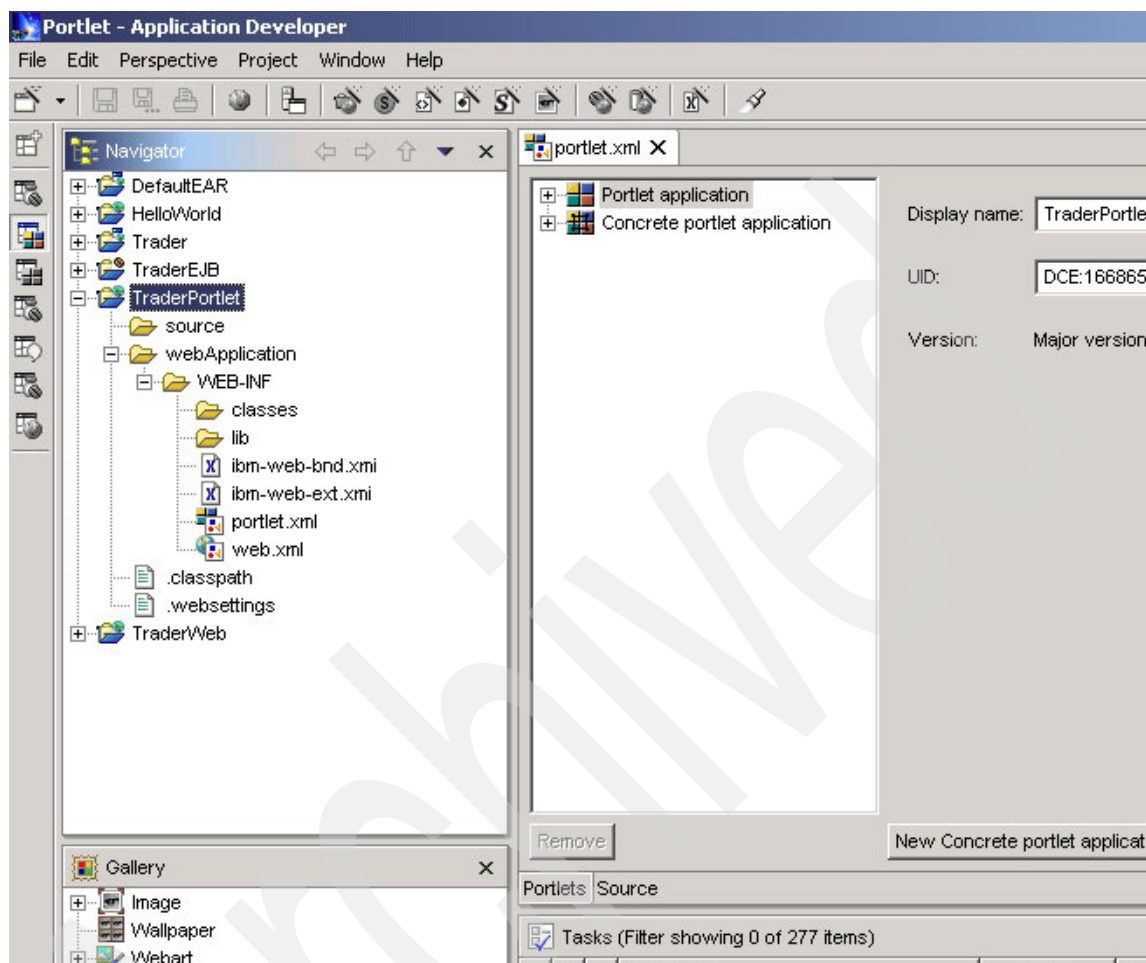 Portlet - Application Developer
File Edit Perspective Project Window Help
Navigator
DefaultEAR
HelloWorld
Trader
TraderEJB
TraderPortlet
source
webApplication
WEB-INF
classes
lib
ibm-web-bnd.xmi
ibm-web-ext.xmi
portlet.xml
web.xml
.classpath
.websettings
TraderWeb
Gallery
Image
Wallpaper
Webart
portlet.xml
Portlet application
Concrete portlet application
Display name: TraderPortle
UID: DCE:166865
Version: Major version
Remove
New Concrete portlet applicat
Portlets Source
Tasks (Filter showing 0 of 277 items)